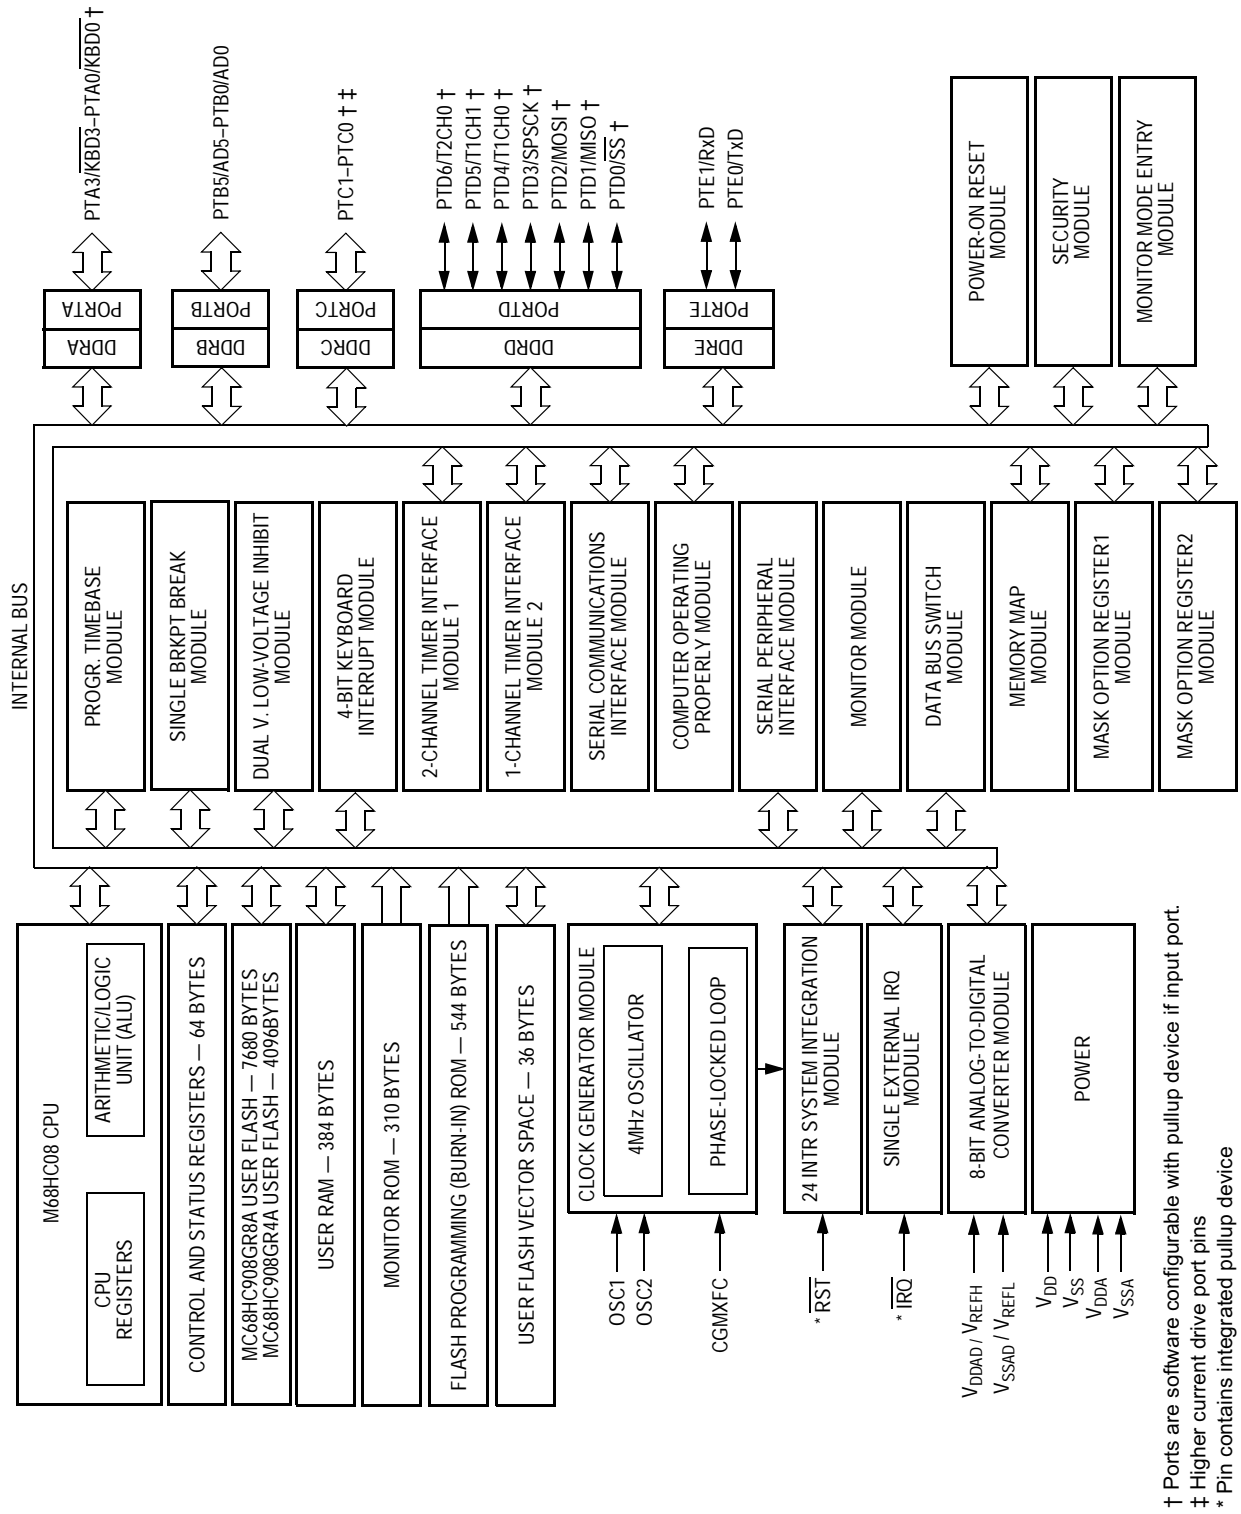 INTERNAL BUS
M68HC08 CPU
CPU
REGISTERS
ARITHMETIC/LOGIC
UNIT (ALU)
CONTROL AND STATUS REGISTERS — 64 BYTES
MC68HC908GR8A USER FLASH — 7680 BYTES
MC68HC908GR4A USER FLASH — 4096BYTES
USER RAM — 384 BYTES
MONITOR ROM — 310 BYTES
FLASH PROGRAMMING (BURN-IN) ROM — 544 BYTES
USER FLASH VECTOR SPACE — 36 BYTES
CLOCK GENERATOR MODULE
4MHz OSCILLATOR
PHASE-LOCKED LOOP
OSC1
OSC2
CGMXFC
24 INTR SYSTEM INTEGRATION
MODULE
* RST
SINGLE EXTERNAL IRQ
MODULE
* IRQ
8-BIT ANALOG-TO-DIGITAL
CONVERTER MODULE
VDDAD / VREFH
VSSAD / VREFL
POWER
VDD
VSS
VDDA
VSSA
PROGR. TIMEBASE
MODULE
SINGLE BRKPT BREAK
MODULE
DUAL V. LOW-VOLTAGE INHIBIT
MODULE
4-BIT KEYBOARD
INTERRUPT MODULE
2-CHANNEL TIMER INTERFACE
MODULE 1
1-CHANNEL TIMER INTERFACE
MODULE 2
SERIAL COMMUNICATIONS
INTERFACE MODULE
COMPUTER OPERATING
PROPERLY MODULE
SERIAL PERIPHERAL
INTERFACE MODULE
MONITOR MODULE
DATA BUS SWITCH
MODULE
MEMORY MAP
MODULE
MASK OPTION REGISTER1
MODULE
MASK OPTION REGISTER2
MODULE
DDRA
PORTA
PTA3/KBD3–PTA0/KBD0 †
DDRB
PORTB
PTB5/AD5–PTB0/AD0
DDRC
PORTC
PTC1–PTC0 † ‡
DDRD
PORTD
PTD6/T2CH0 †
PTD5/T1CH1 †
PTD4/T1CH0 †
PTD3/SPSCK †
PTD2/MOSI †
PTD1/MISO †
PTD0/SS †
DDRE
PORTE
PTE1/RxD
PTE0/TxD
POWER-ON RESET
MODULE
SECURITY
MODULE
MONITOR MODE ENTRY
MODULE
† Ports are software configurable with pullup device if input port.
‡ Higher current drive port pins
* Pin contains integrated pullup device